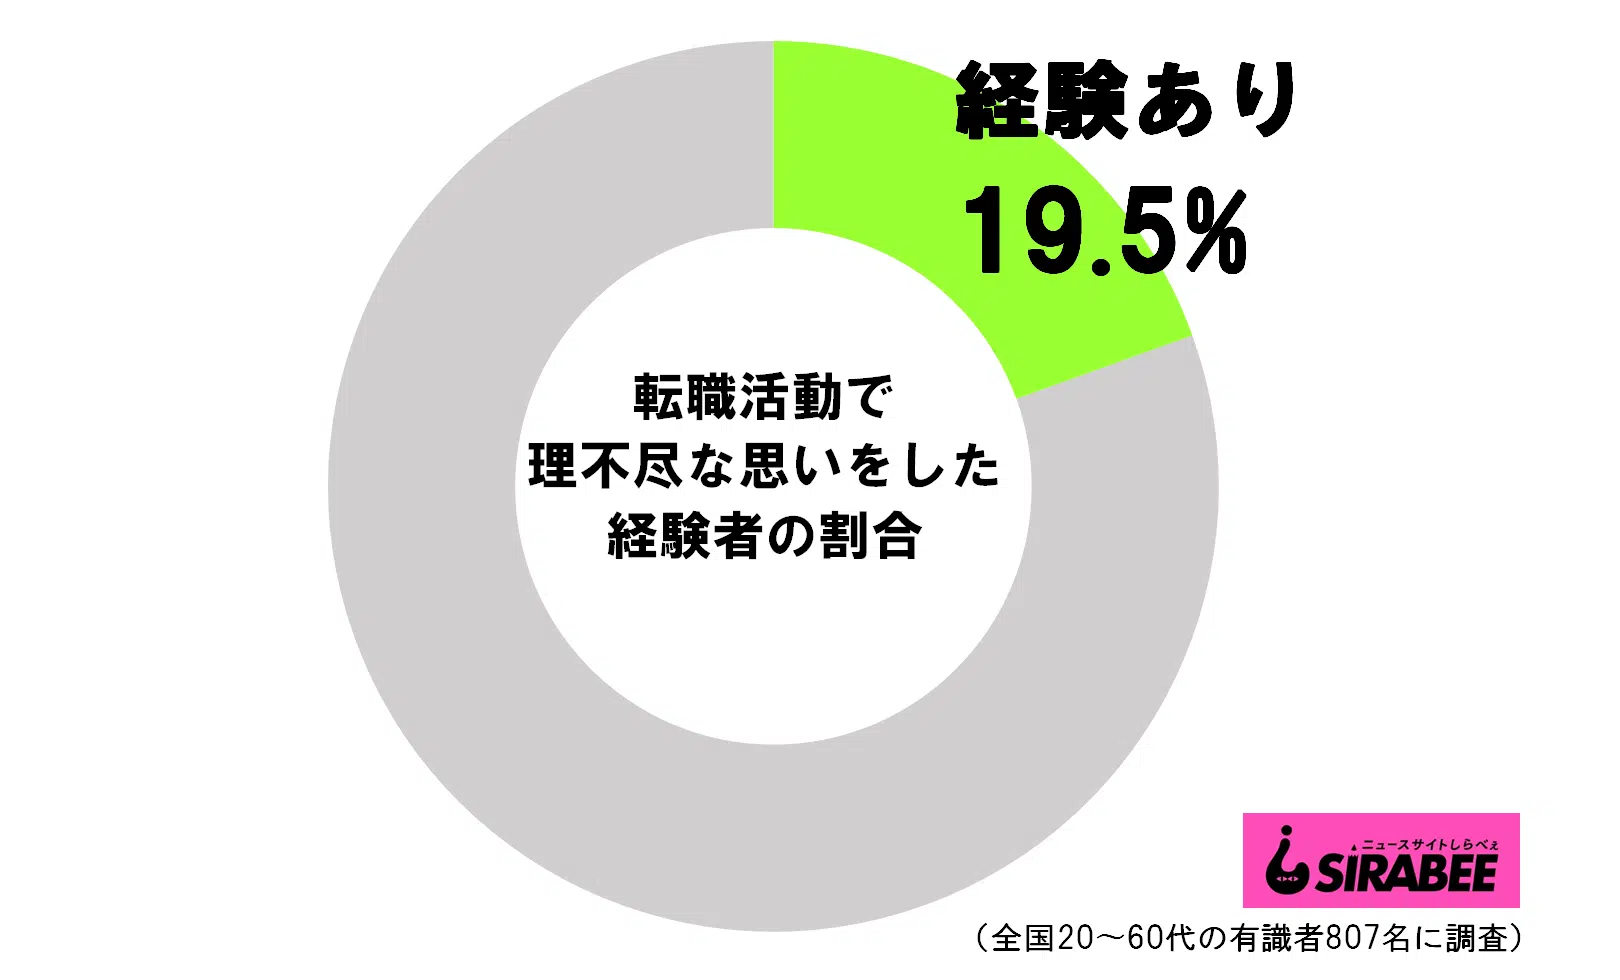 経験あり
19.5%
転職活動で
理不尽な思いをした
経験者の割合
ニュースサイトしらべぇ
SIRABEE
（全国20～60代の有識者807名に調査）